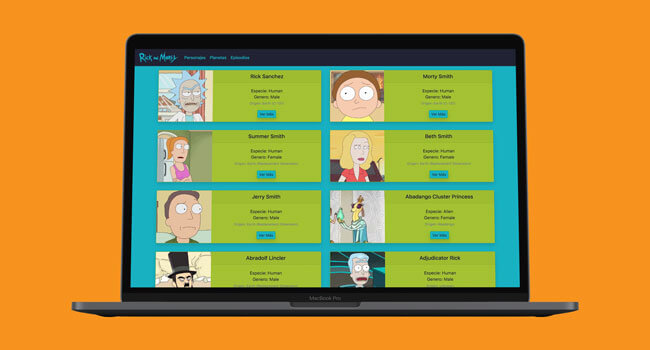 Rick and Morty Personajes Planetas Episodios
Rick Sanchez
Especie: Human
Genero: Male
Origen: Earth (C-137)
Ver Más
Morty Smith
Especie: Human
Genero: Male
Ver Más
Summer Smith
Especie: Human
Genero: Female
Origen: Earth (Replacement Dimension)
Ver Más
Beth Smith
Especie: Human
Genero: Female
Origen: Earth (Replacement Dimension)
Ver Más
Jerry Smith
Especie: Human
Genero: Male
Origen: Earth (Replacement Dimension)
Ver Más
Abadango Cluster Princess
Especie: Alien
Genero: Female
Origen: Abadango
Ver Más
Abradolf Lincler
Especie: Human
Genero: Male
Origen: Earth (Replacement Dimension)
Adjudicator Rick
Especie: Human
Genero: Male
MacBook Pro